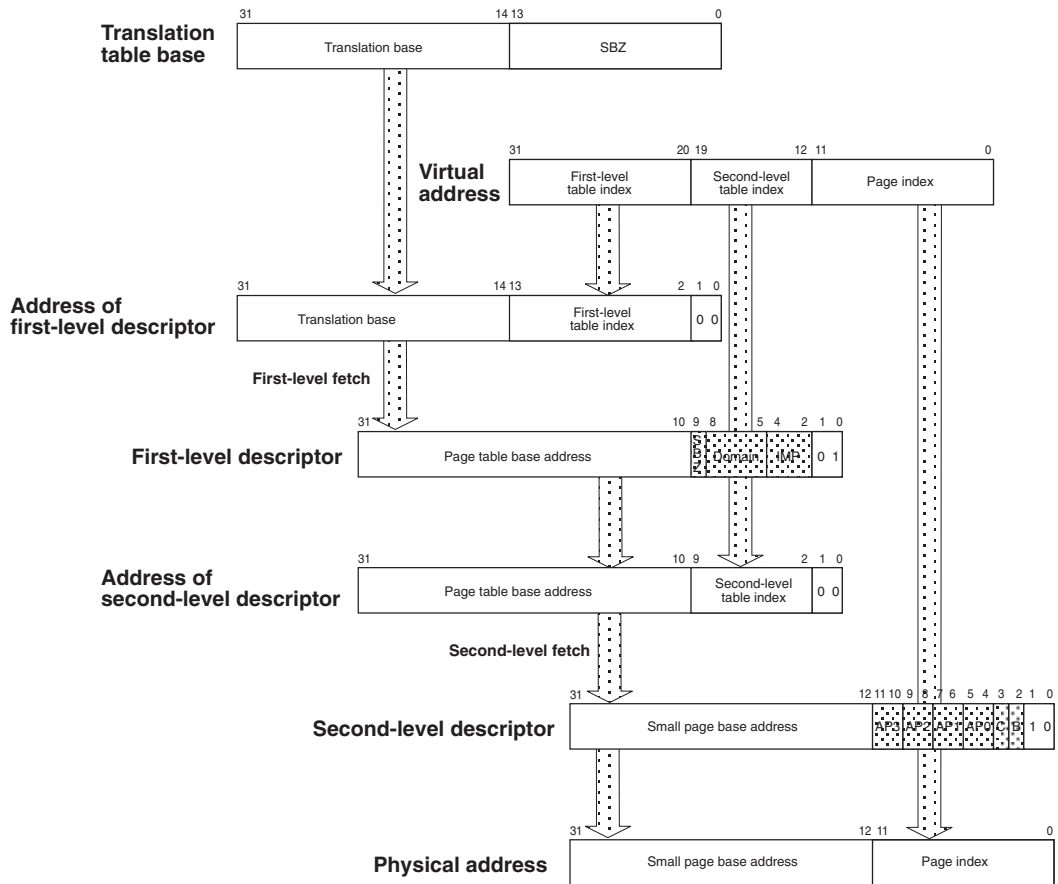 31 14 13 0
Translation
table base
Translation base SBZ
31 20 19 12 11 0
Virtual
address
First-level
table index
Second-level
table index
Page index
31 14 13 2 1 0
Address of
first-level descriptor
Translation base
First-level
table index
0 0
First-level fetch
31 10 9 8 5 4 2 1 0
First-level descriptor
Page table base address
SBZ
Domain
IMP
0 1
31 10 9 2 1 0
Address of
second-level descriptor
Page table base address
Second-level
table index
0 0
Second-level fetch
31 12 11 10 9 8 7 6 5 4 3 2 1 0
Second-level descriptor
Small page base address
AP3 AP2 AP1 AP0 C B 1 0
31 12 11 0
Physical address
Small page base address
Page index